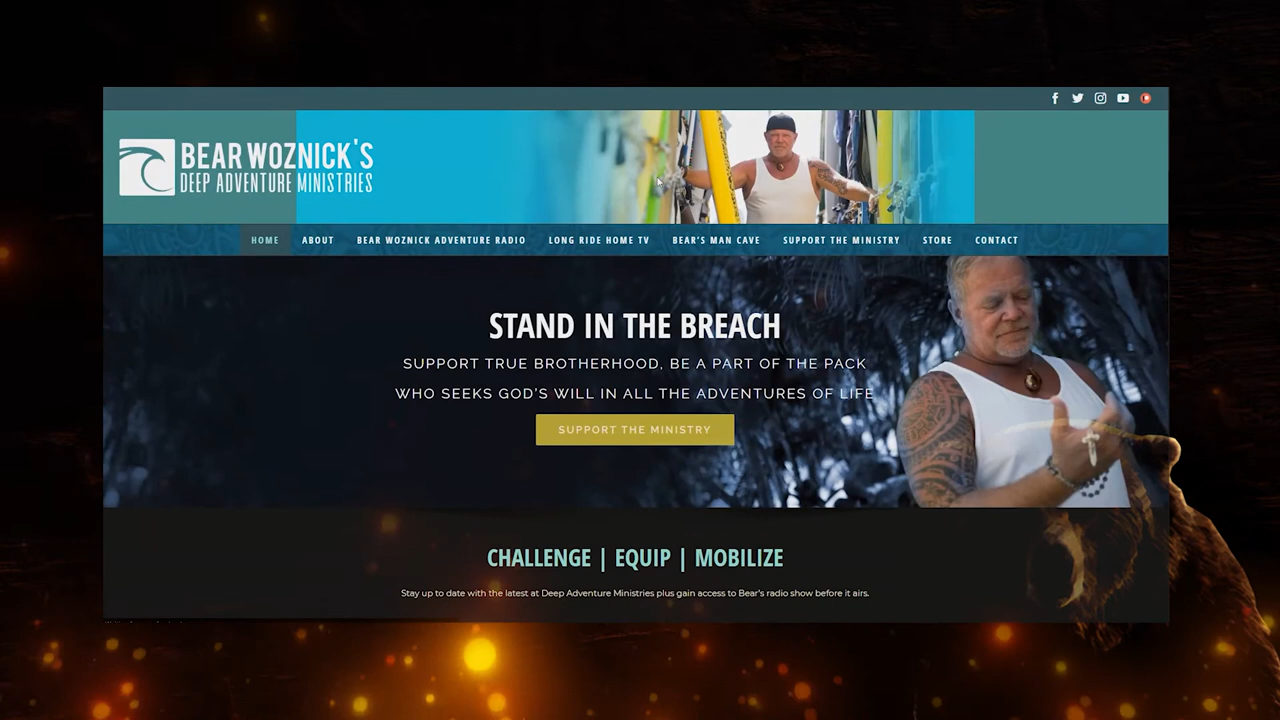 BEAR WOZNICK'S
DEEP ADVENTURE MINISTRIES
HOME ABOUT BEAR WOZNICK ADVENTURE RADIO LONG RIDE HOME TV BEAR'S MAN CAVE SUPPORT THE MINISTRY STORE CONTACT
STAND IN THE BREACH
SUPPORT TRUE BROTHERHOOD, BE A PART OF THE PACK
WHO SEEKS GOD'S WILL IN ALL THE ADVENTURES OF LIFE
SUPPORT THE MINISTRY
CHALLENGE | EQUIP | MOBILIZE
Stay up to date with the latest at Deep Adventure Ministries plus gain access to Bear's radio show before it airs.